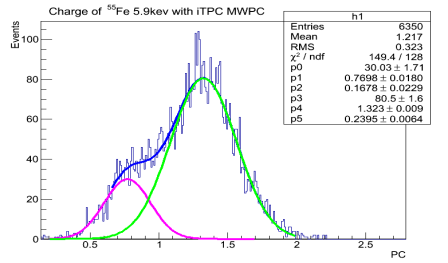 Charge of ⁵⁵Fe 5.9kev with iTPC MWPC
h1
Entries 6350
Mean 1.217
RMS 0.323
χ² / ndf 149.4 / 128
p0 30.03 ± 1.71
p1 0.7698 ± 0.0180
p2 0.1678 ± 0.0229
p3 80.5 ± 1.6
p4 1.323 ± 0.009
p5 0.2395 ± 0.0064
Events
100
80
60
40
20
0
0.5 1 1.5 2 2.5
PC